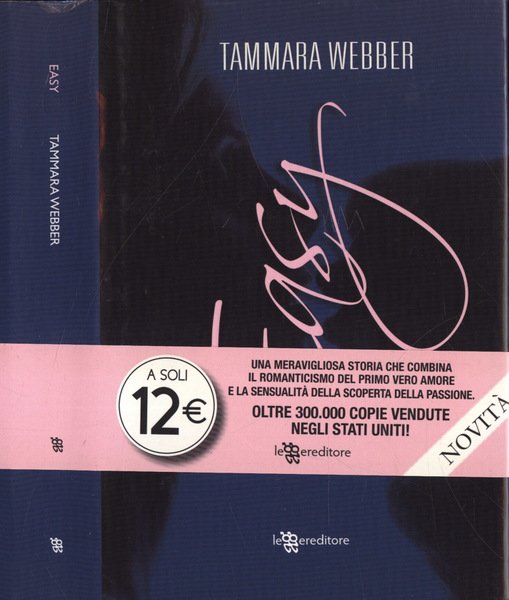 EASY
TAMMARA WEBBER
TAMMARA WEBBER
Easy
A SOLI
12€
UNA MERAVIGLIOSA STORIA CHE COMBINA
IL ROMANTICISMO DEL PRIMO VERO AMORE
E LA SENSUALITÀ DELLA SCOPERTA DELLA PASSIONE.
OLTRE 300.000 COPIE VENDUTE
NEGLI STATI UNITI!
leggereditore
NOVITÀ
leggereditore